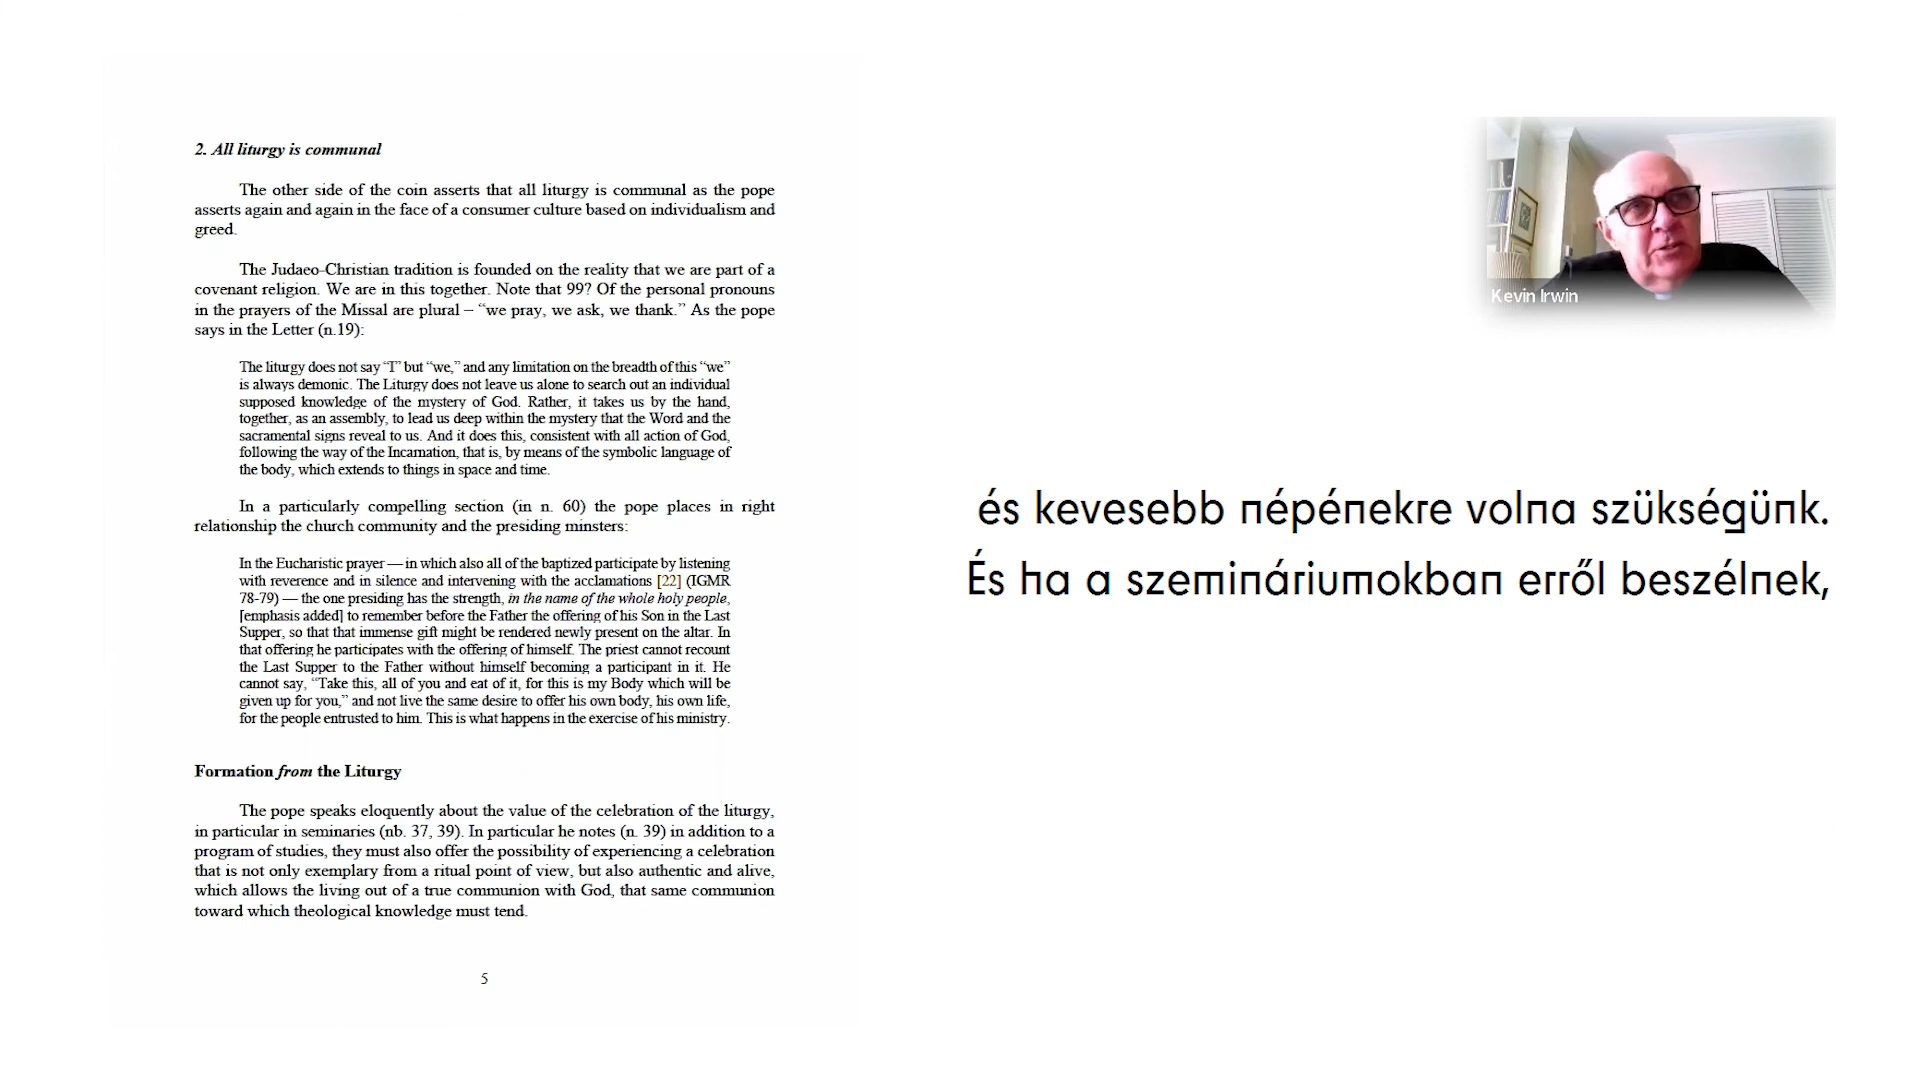 2. All liturgy is communal
The other side of the coin asserts that all liturgy is communal as the pope
asserts again and again in the face of a consumer culture based on individualism and
greed.
The Judaeo-Christian tradition is founded on the reality that we are part of a
covenant religion. We are in this together. Note that 99? Of the personal pronouns
in the prayers of the Missal are plural – “we pray, we ask, we thank.” As the pope
says in the Letter (n.19):
The liturgy does not say “I” but “we,” and any limitation on the breadth of this “we”
is always demonic. The Liturgy does not leave us alone to search out an individual
supposed knowledge of the mystery of God. Rather, it takes us by the hand,
together, as an assembly, to lead us deep within the mystery that the Word and the
sacramental signs reveal to us. And it does this, consistent with all action of God,
following the way of the Incarnation, that is, by means of the symbolic language of
the body, which extends to things in space and time.
In a particularly compelling section (in n. 60) the pope places in right
relationship the church community and the presiding minsters:
In the Eucharistic prayer — in which also all of the baptized participate by listening
with reverence and in silence and intervening with the acclamations [22] (IGMR
78-79) — the one presiding has the strength, in the name of the whole holy people,
[emphasis added] to remember before the Father the offering of his Son in the Last
Supper, so that that immense gift might be rendered newly present on the altar. In
that offering he participates with the offering of himself. The priest cannot recount
the Last Supper to the Father without himself becoming a participant in it. He
cannot say, “Take this, all of you and eat of it, for this is my Body which will be
given up for you,” and not live the same desire to offer his own body, his own life,
for the people entrusted to him. This is what happens in the exercise of his ministry.
Formation from the Liturgy
The pope speaks eloquently about the value of the celebration of the liturgy,
in particular in seminaries (nb. 37, 39). In particular he notes (n. 39) in addition to a
program of studies, they must also offer the possibility of experiencing a celebration
that is not only exemplary from a ritual point of view, but also authentic and alive,
which allows the living out of a true communion with God, that same communion
toward which theological knowledge must tend.
5
Kevin Irwin
és kevesebb népénekre volna szükségünk.
És ha a szemináriumokban erről beszélnek,